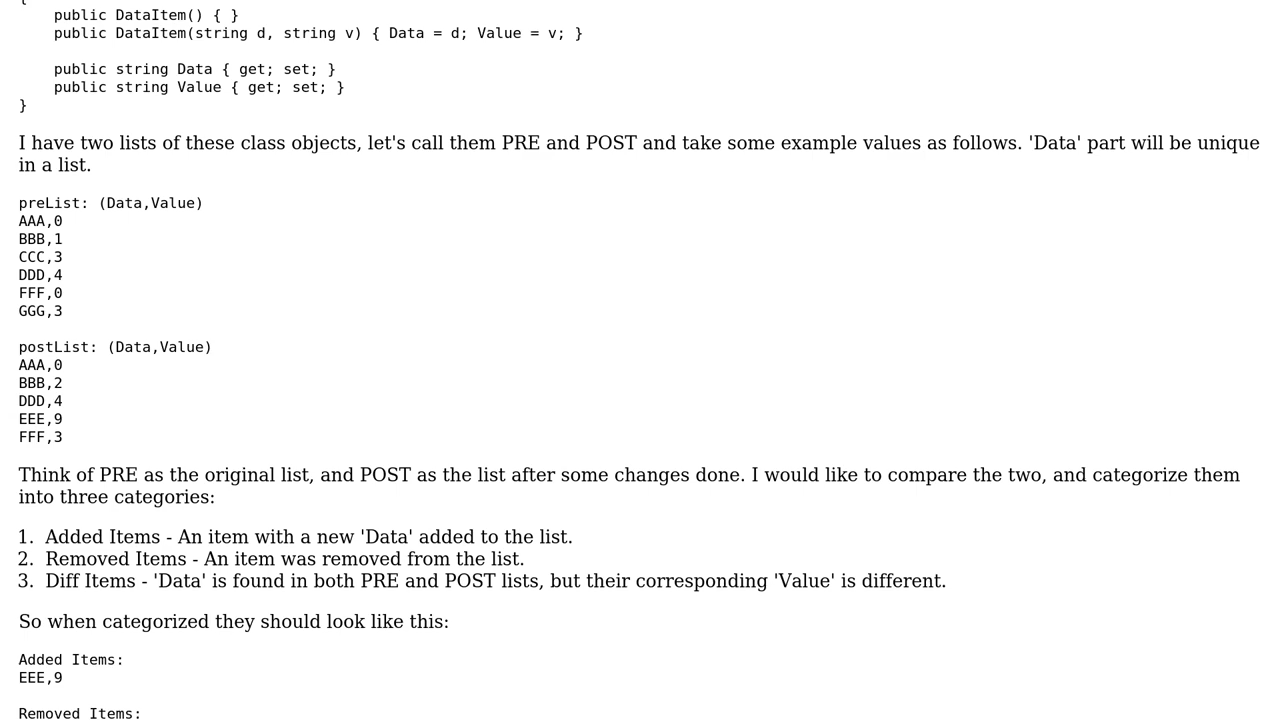 {
    public DataItem() { }
    public DataItem(string d, string v) { Data = d; Value = v; }

    public string Data { get; set; }
    public string Value { get; set; }
}
I have two lists of these class objects, let's call them PRE and POST and take some example values as follows. 'Data' part will be unique
in a list.
preList: (Data,Value)
AAA,0
BBB,1
CCC,3
DDD,4
FFF,0
GGG,3

postList: (Data,Value)
AAA,0
BBB,2
DDD,4
EEE,9
FFF,3
Think of PRE as the original list, and POST as the list after some changes done. I would like to compare the two, and categorize them
into three categories:
1. Added Items - An item with a new 'Data' added to the list.
2. Removed Items - An item was removed from the list.
3. Diff Items - 'Data' is found in both PRE and POST lists, but their corresponding 'Value' is different.
So when categorized they should look like this:
Added Items:
EEE,9

Removed Items: